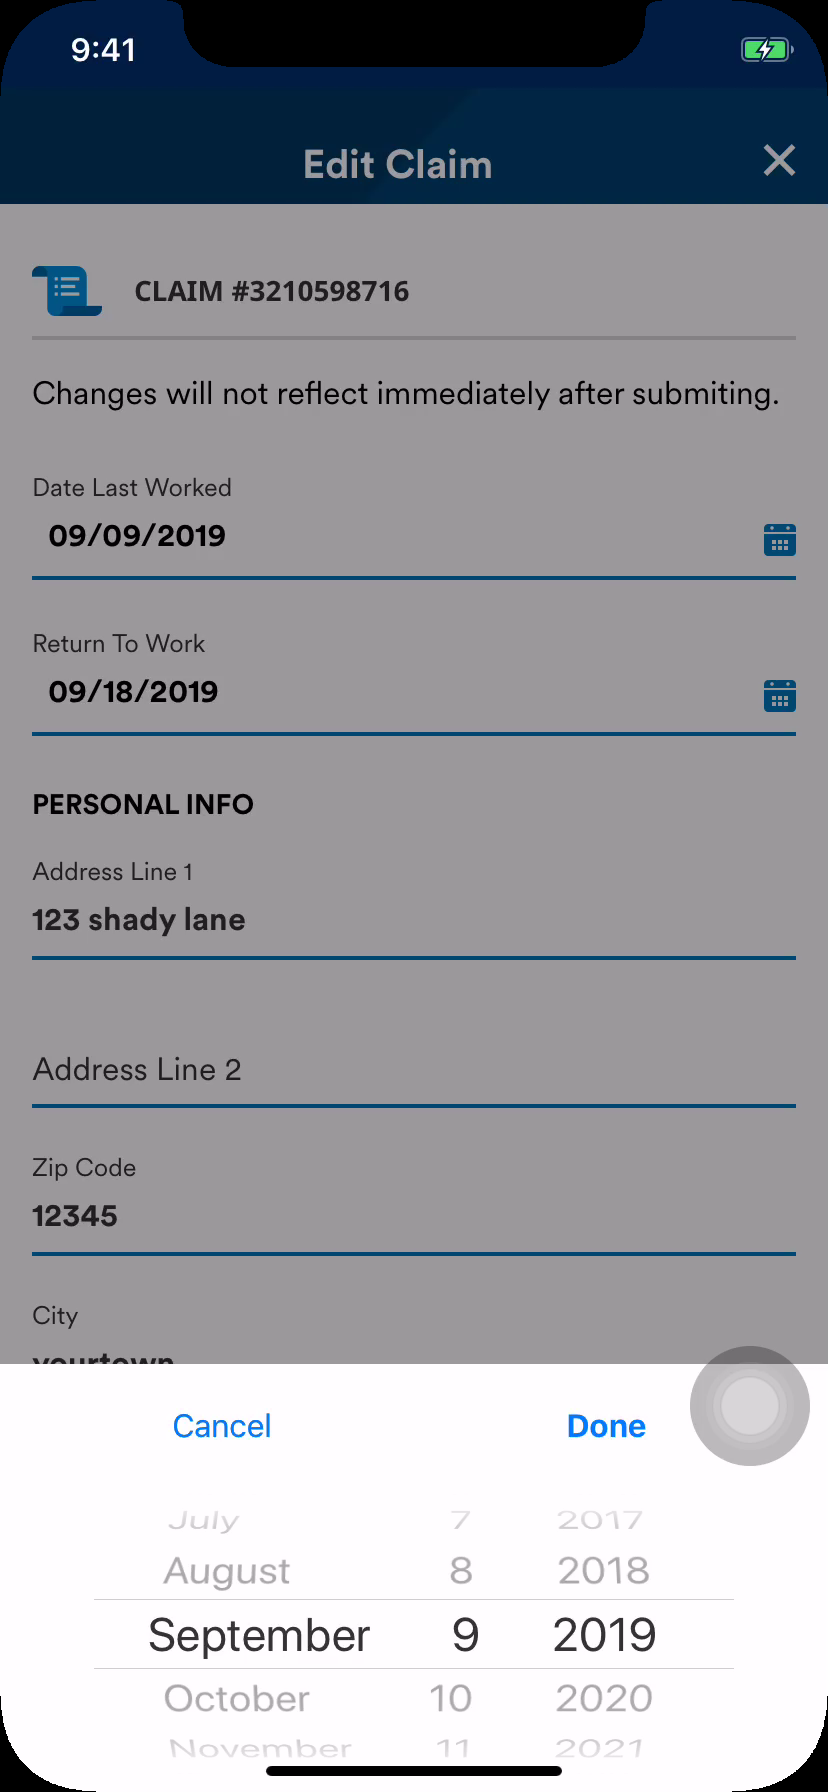 9:41
Edit Claim
CLAIM #3210598716
Changes will not reflect immediately after submiting.
Date Last Worked
09/09/2019
Return To Work
09/18/2019
PERSONAL INFO
Address Line 1
123 shady lane
Address Line 2
Zip Code
12345
City
yourtown
Cancel Done
July 7 2017
August 8 2018
September 9 2019
October 10 2020
November 11 2021